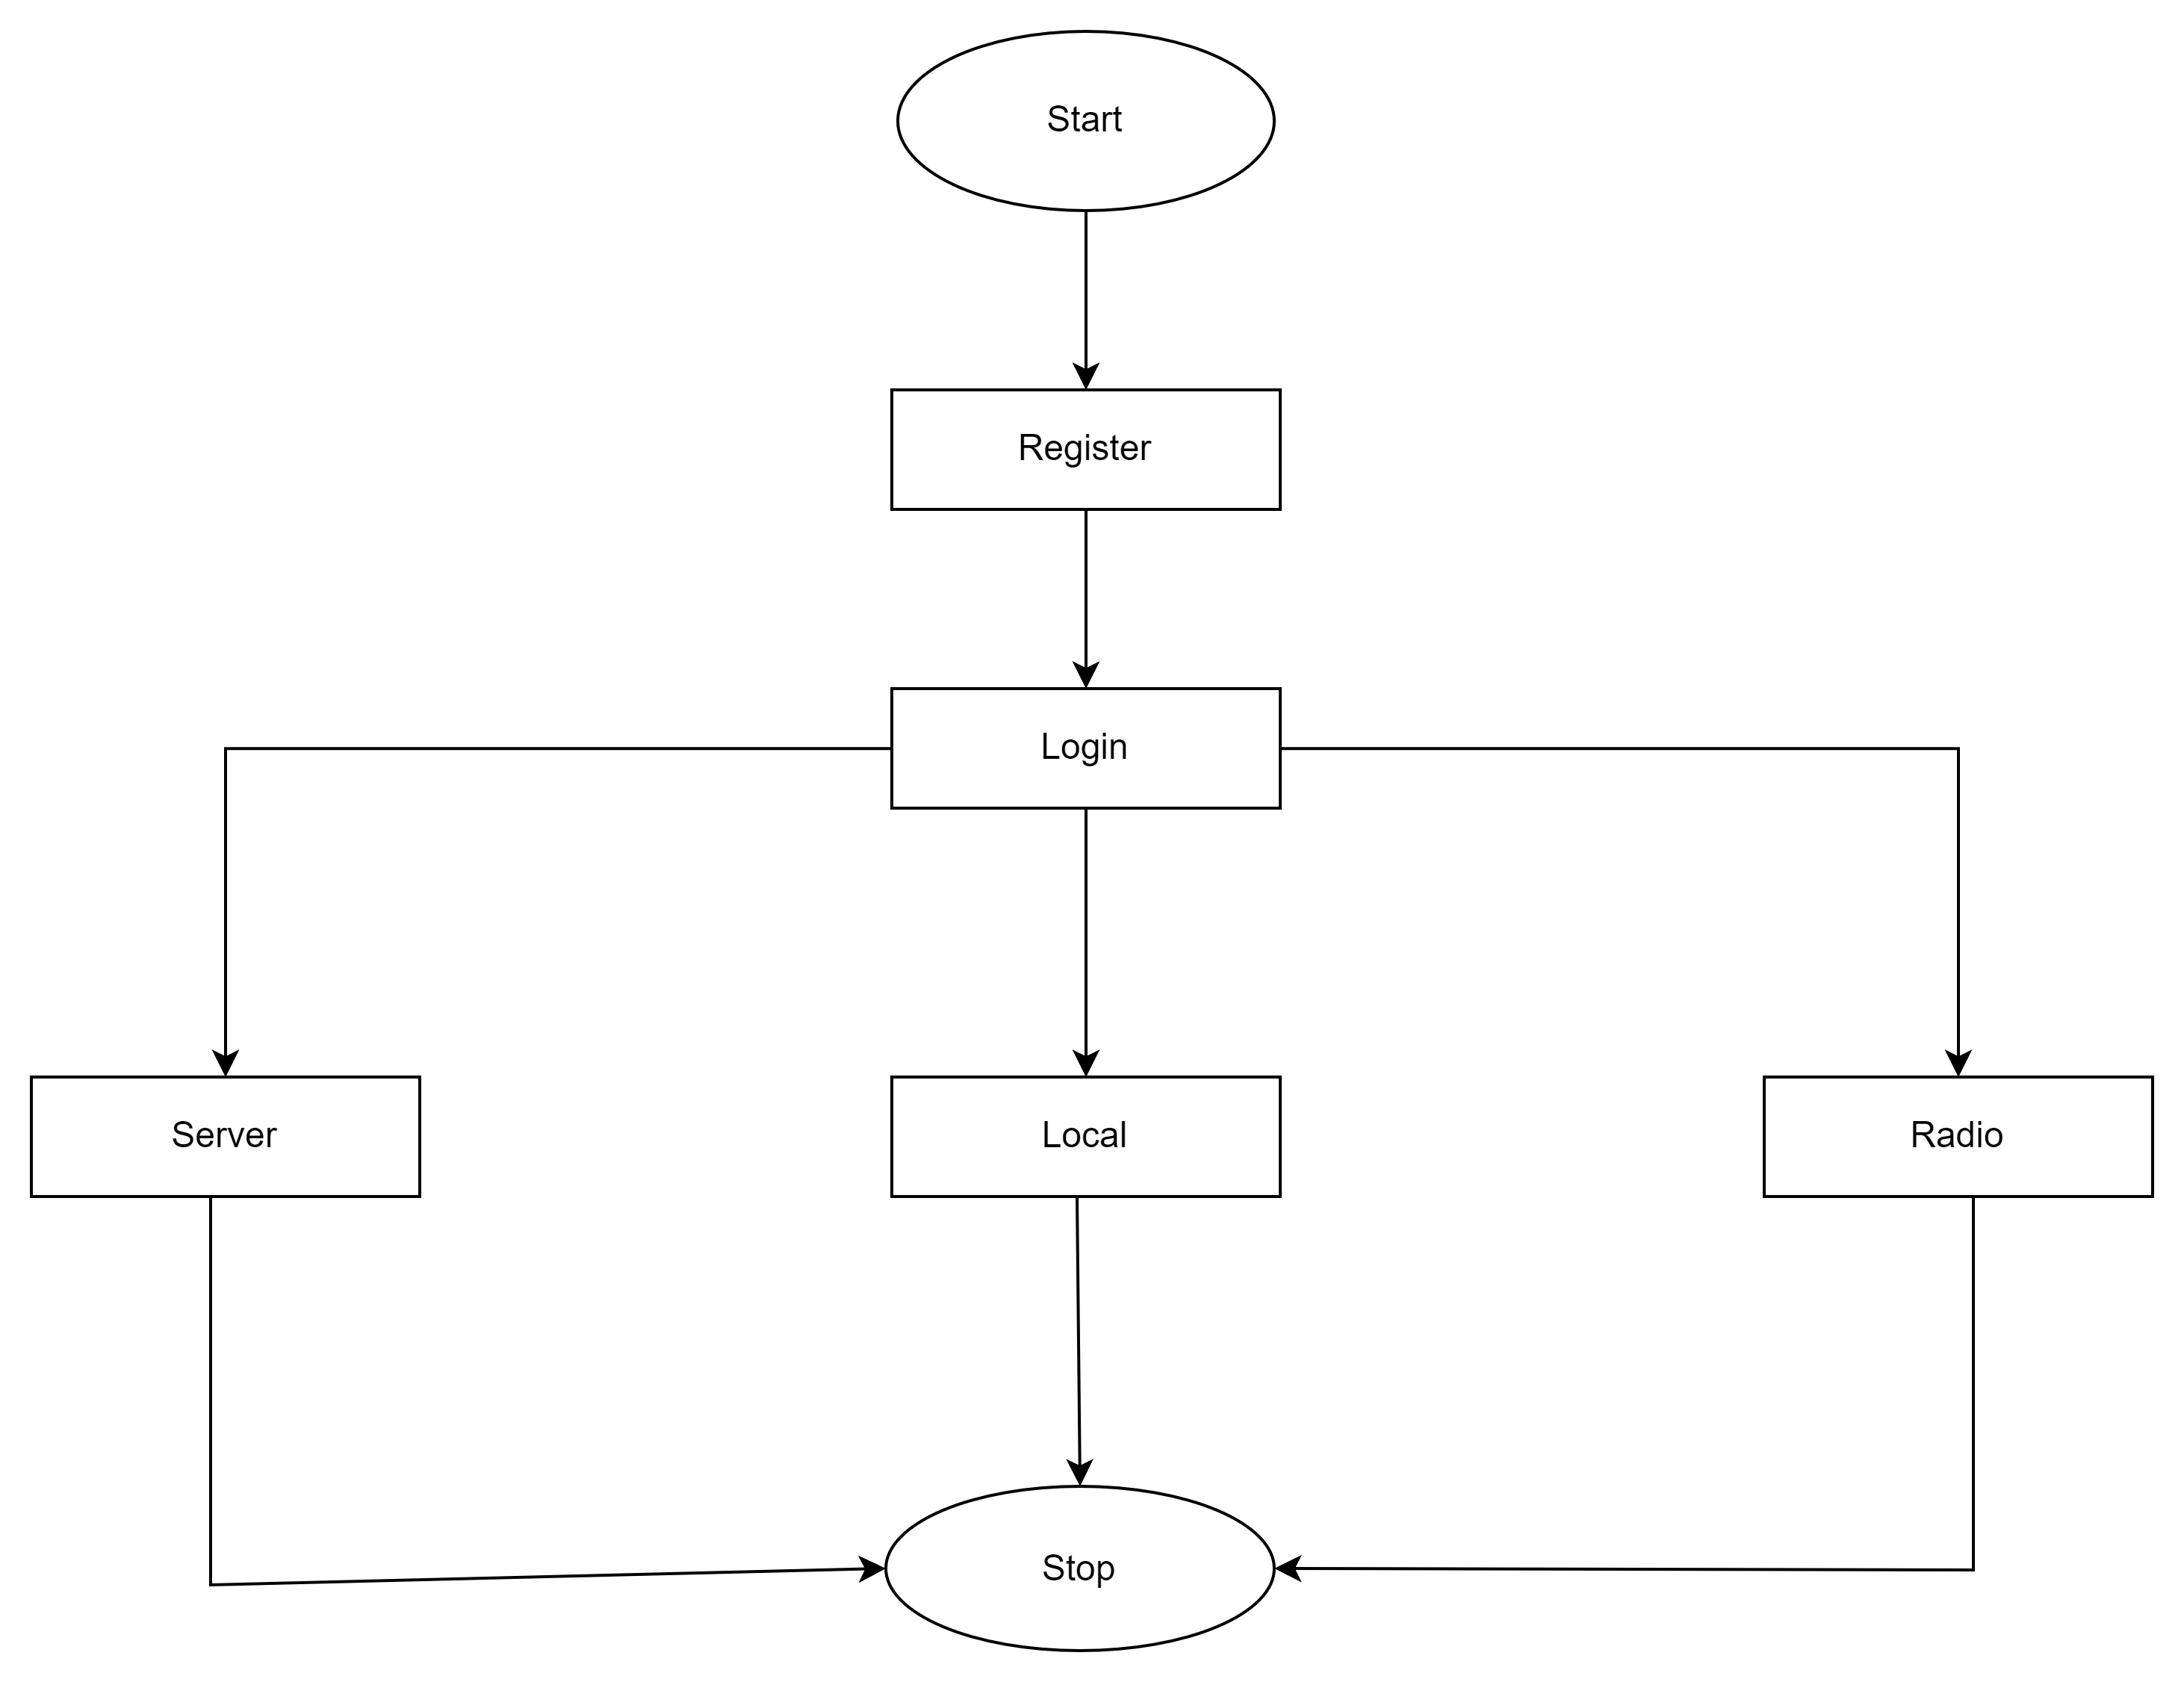 Start
Register
Login
Server
Local
Radio
Stop